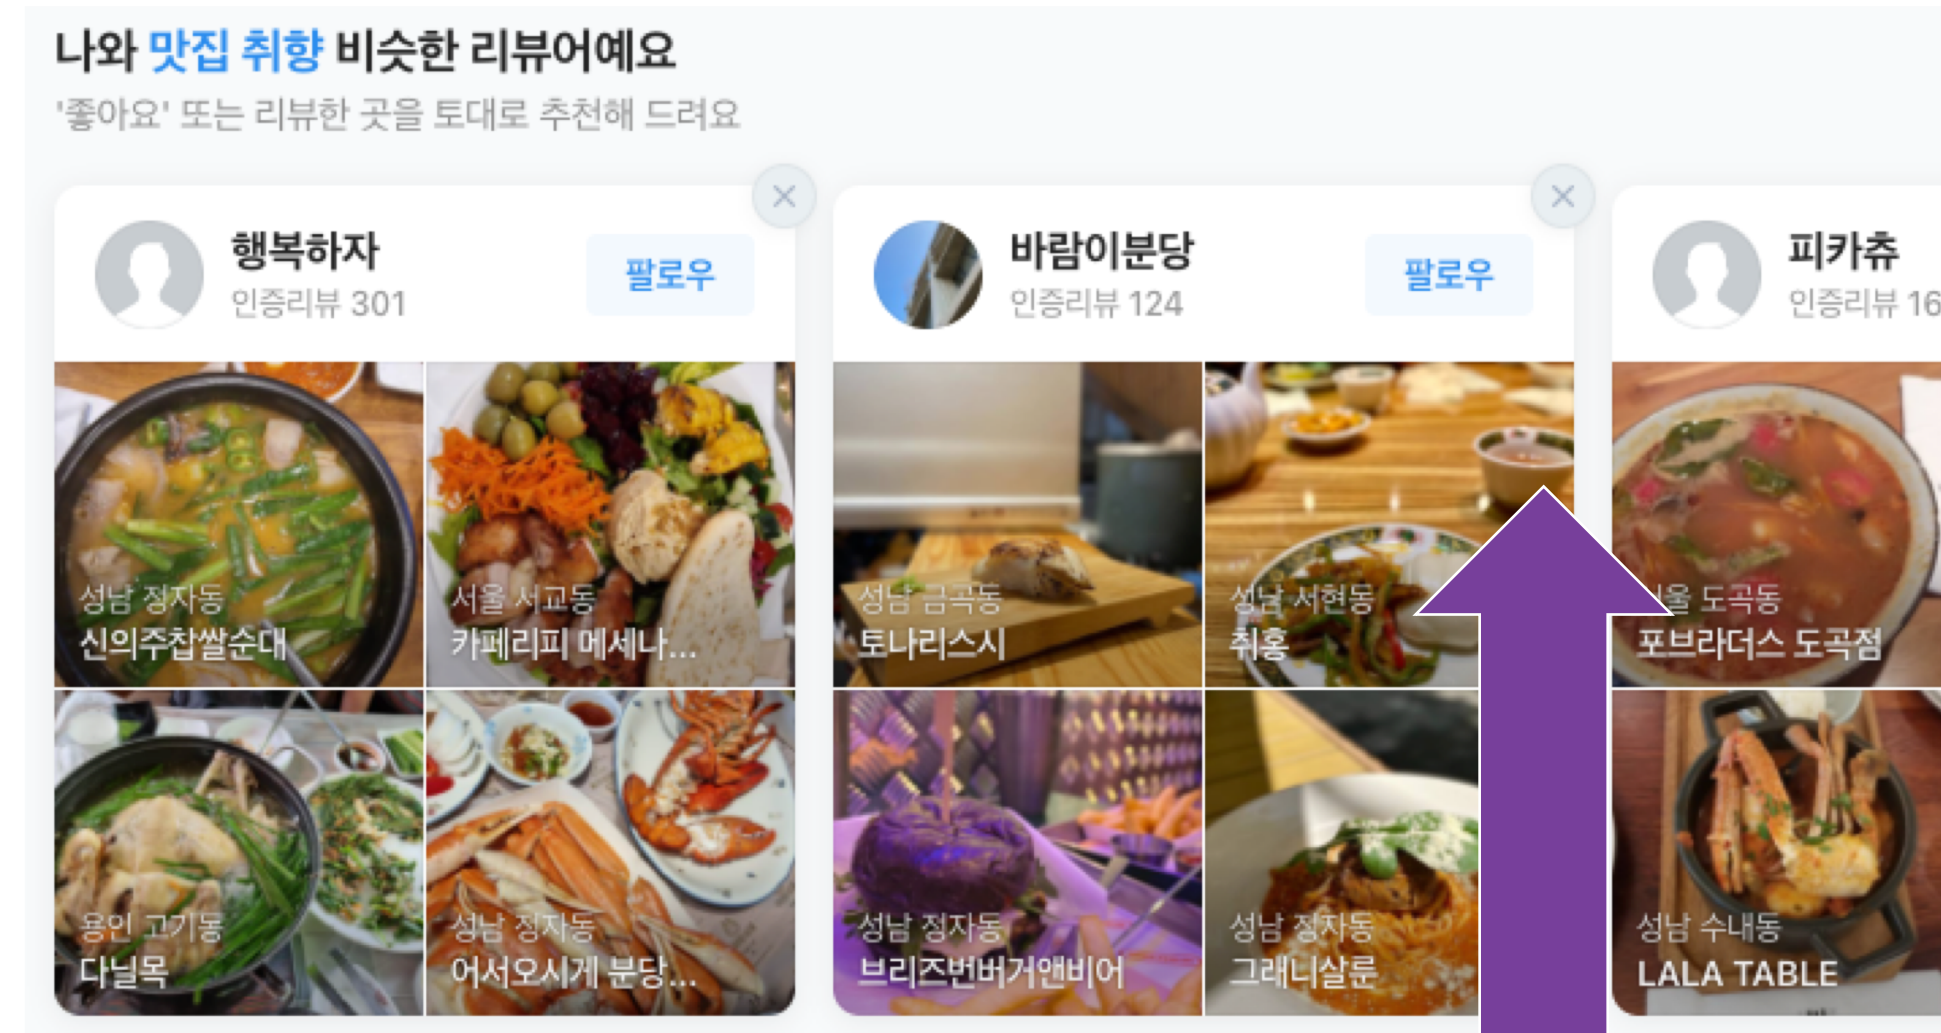 나와 맛집 취향 비슷한 리뷰어예요
'좋아요' 또는 리뷰한 곳을 토대로 추천해 드려요
행복하자
인증리뷰 301
팔로우
성남 정자동
신의주찹쌀순대
서울 서교동
카페리피 메세나...
용인 고기동
다닐목
성남 정자동
어서오시게 분당...
바람이분당
인증리뷰 124
팔로우
성남 금곡동
토나리스시
성남 서현동
취홍
성남 정자동
브리즈번버거앤비어
성남 정자동
그래니살룬
피카츄
인증리뷰 16
도곡동
포브라더스 도곡점
성남 수내동
LALA TABLE